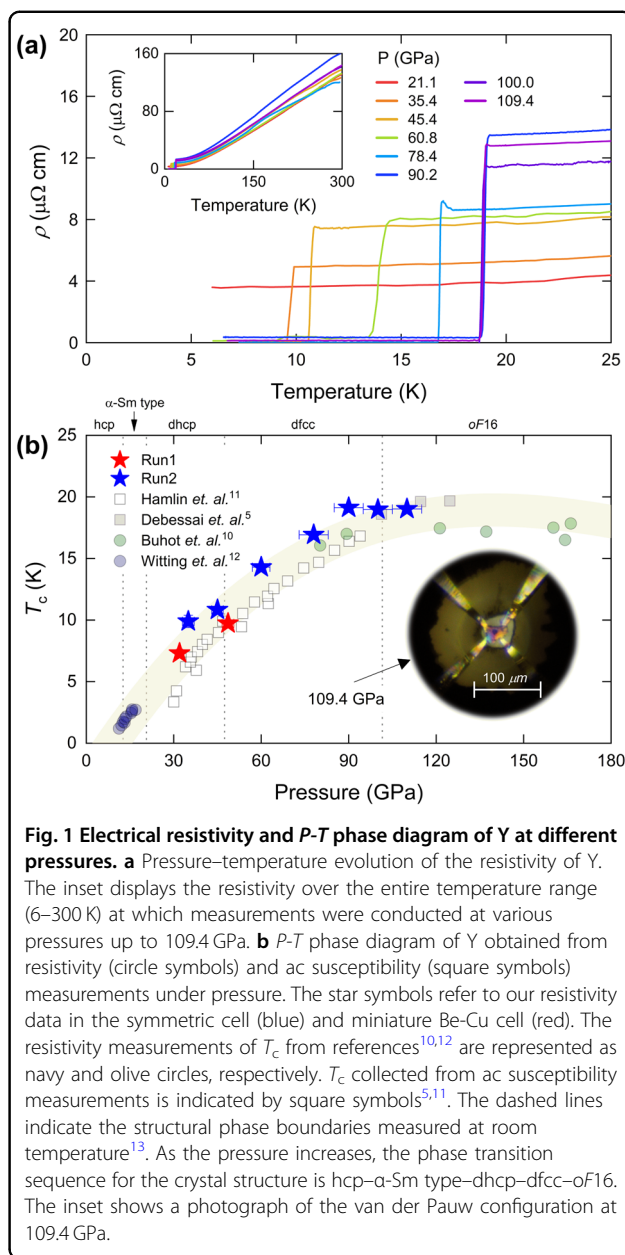 (a)
20
16
12
8
4
0
ρ (μΩ cm)
0 5 10 15 20 25
Temperature (K)
160
80
0
ρ (μΩ cm)
0 150 300
Temperature (K)
P (GPa)
21.1
35.4
45.4
60.8
78.4
90.2
100.0
109.4
α-Sm type
hcp dhcp dfcc oF16
(b)
25
20
15
10
5
0
Tc (K)
Run1
Run2
Hamlin et. al.11
Debessai et. al.5
Buhot et. al.10
Witting et. al.12
109.4 GPa
100 μm
0 30 60 90 120 150 180
Pressure (GPa)
Fig. 1 Electrical resistivity and P-T phase diagram of Y at different
pressures. a Pressure–temperature evolution of the resistivity of Y.
The inset displays the resistivity over the entire temperature range
(6–300 K) at which measurements were conducted at various
pressures up to 109.4 GPa. b P-T phase diagram of Y obtained from
resistivity (circle symbols) and ac susceptibility (square symbols)
measurements under pressure. The star symbols refer to our resistivity
data in the symmetric cell (blue) and miniature Be-Cu cell (red). The
resistivity measurements of Tc from references10,12 are represented as
navy and olive circles, respectively. Tc collected from ac susceptibility
measurements is indicated by square symbols5,11. The dashed lines
indicate the structural phase boundaries measured at room
temperature13. As the pressure increases, the phase transition
sequence for the crystal structure is hcp–α-Sm type–dhcp–dfcc–oF16.
The inset shows a photograph of the van der Pauw configuration at
109.4 GPa.